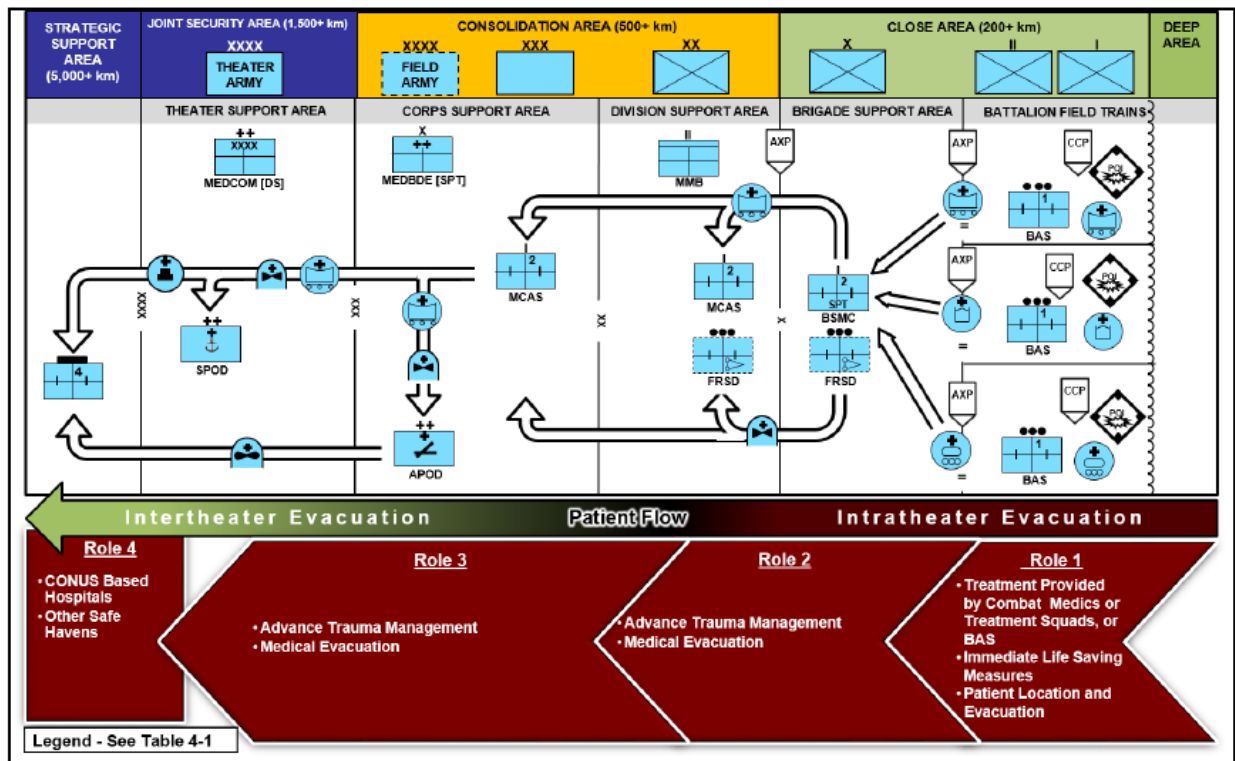 STRATEGIC
SUPPORT
AREA
(5,000+ km)
JOINT SECURITY AREA (1,500+ km)
XXXX
THEATER
ARMY
CONSOLIDATION AREA (500+ km)
XXXX
FIELD
ARMY
XXX
XX
CLOSE AREA (200+ km)
X
II
I
DEEP
AREA
THEATER SUPPORT AREA
CORPS SUPPORT AREA
DIVISION SUPPORT AREA
BRIGADE SUPPORT AREA
BATTALION FIELD TRAINS
++
XXXX
MEDCOM [DS]
X
++
MEDBDE [SPT]
II
MMB
AXP
AXP
CCP
POI
1
BAS
=
I
2
MCAS
I
2
MCAS
I
2
SPT
BSMC
AXP
CCP
POI
1
BAS
=
XXXX
XXX
XX
X
++
SPOD
4
FRSD
FRSD
AXP
CCP
POI
1
BAS
=
++
APOD
Intertheater Evacuation
Patient Flow
Intratheater Evacuation
Role 4
• CONUS Based
Hospitals
• Other Safe
Havens
Role 3
• Advance Trauma Management
• Medical Evacuation
Role 2
• Advance Trauma Management
• Medical Evacuation
Role 1
• Treatment Provided
by Combat Medics or
Treatment Squads, or
BAS
• Immediate Life Saving
Measures
• Patient Location and
Evacuation
Legend - See Table 4-1